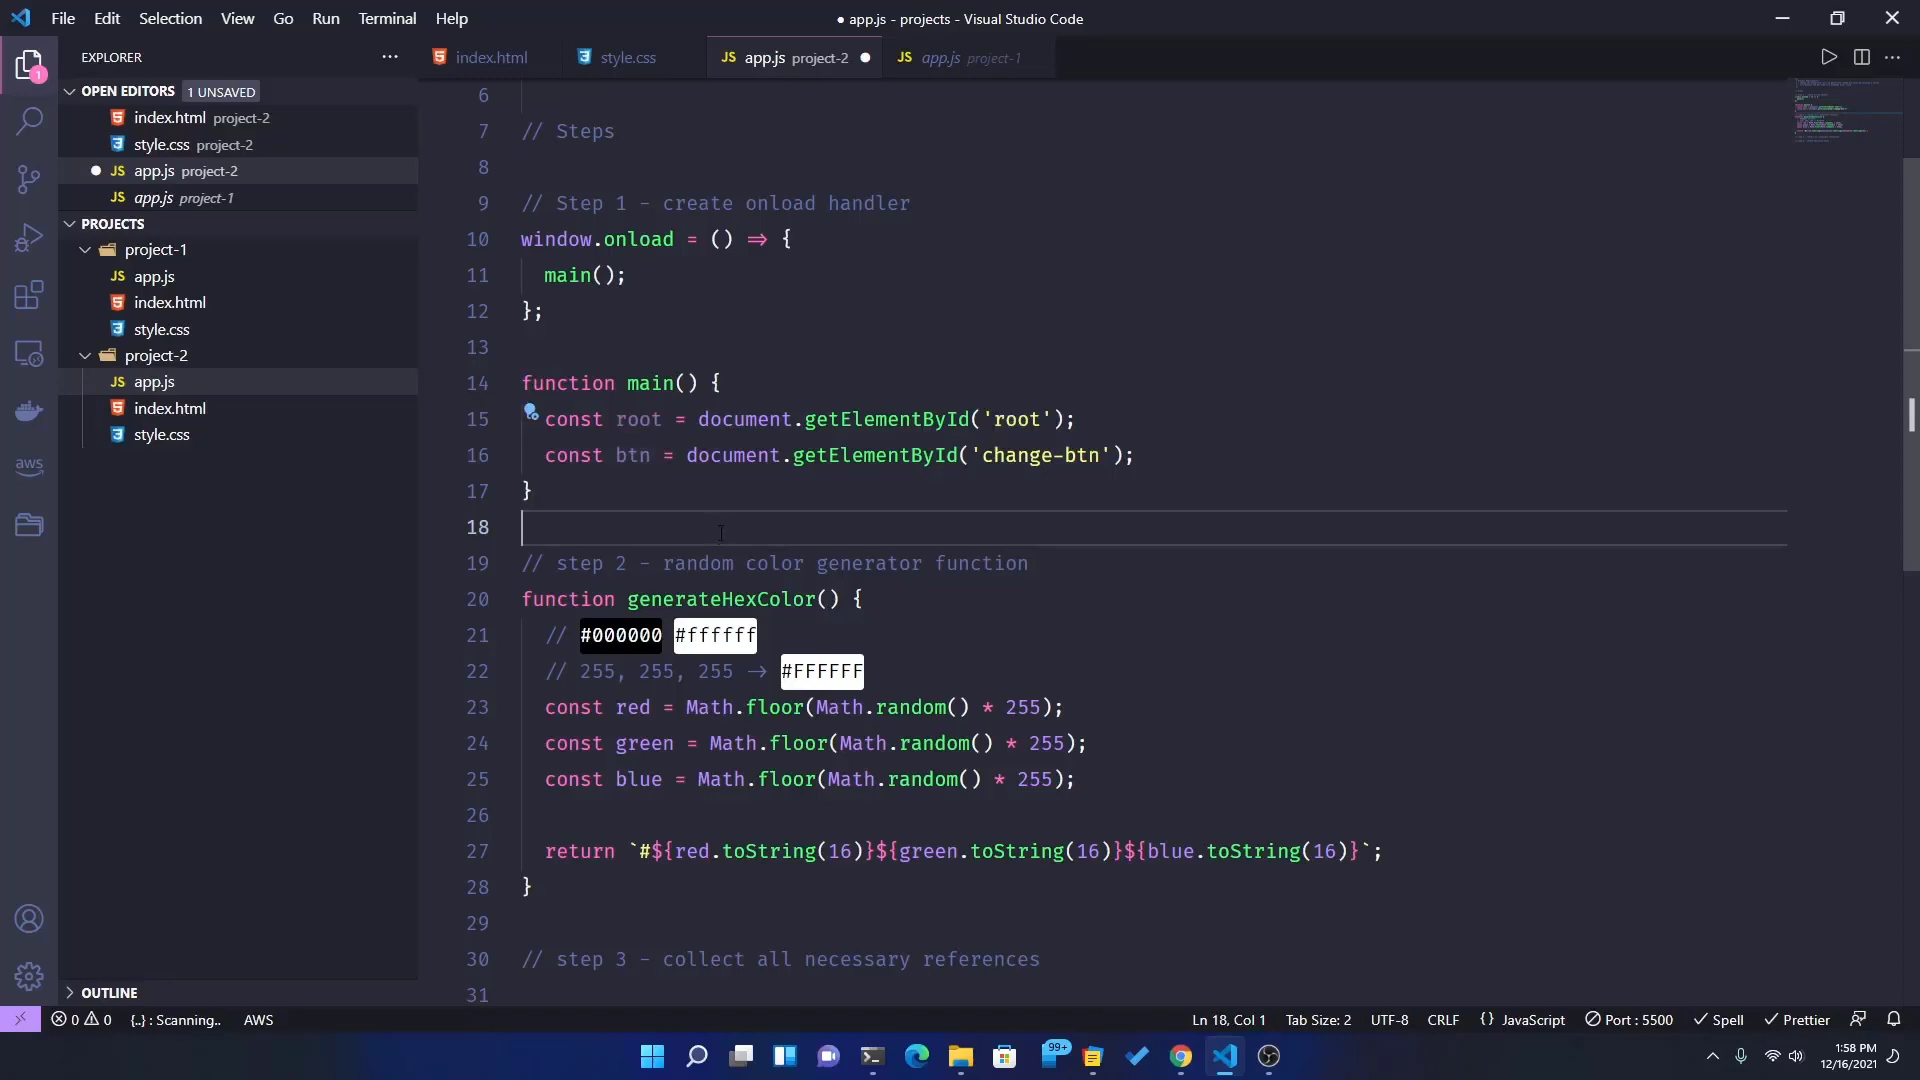 File Edit Selection View Go Run Terminal Help
● app.js - projects - Visual Studio Code
EXPLORER
index.html
style.css
JS app.js project-2
JS app.js project-1
OPEN EDITORS 1 UNSAVED
index.html project-2
style.css project-2
JS app.js project-2
JS app.js project-1
PROJECTS
project-1
JS app.js
index.html
style.css
project-2
JS app.js
index.html
style.css
aws
OUTLINE
1
6
7 // Steps
8
9 // Step 1 - create onload handler
10 window.onload = () => {
11 main();
12 };
13
14 function main() {
15 const root = document.getElementById('root');
16 const btn = document.getElementById('change-btn');
17 }
18
19 // step 2 - random color generator function
20 function generateHexColor() {
21 // #000000 #ffffff
22 // 255, 255, 255 -> #FFFFFF
23 const red = Math.floor(Math.random() * 255);
24 const green = Math.floor(Math.random() * 255);
25 const blue = Math.floor(Math.random() * 255);
26
27 return `#${red.toString(16)}${green.toString(16)}${blue.toString(16)}`;
28 }
29
30 // step 3 - collect all necessary references
31
0 0 {..} : Scanning.. AWS
Ln 18, Col 1 Tab Size: 2 UTF-8 CRLF {} JavaScript Port : 5500 Spell Prettier
99+
1:58 PM
12/16/2021